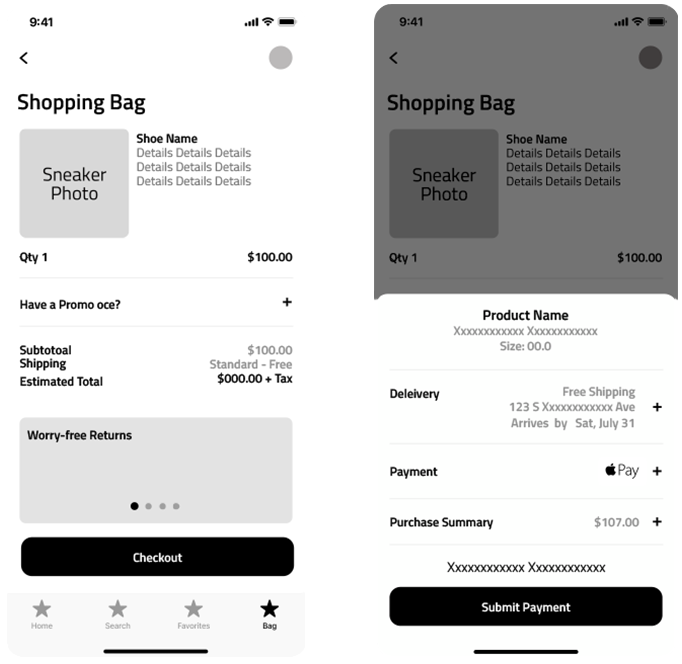 9:41
Shopping Bag
Sneaker
Photo
Shoe Name
Details Details Details
Details Details Details
Details Details Details
Qty 1 $100.00
Have a Promo oce? +
Subtotoal $100.00
Shipping Standard - Free
Estimated Total $000.00 + Tax
Worry-free Returns
Checkout
Home Search Favorites Bag
9:41
Shopping Bag
Sneaker
Photo
Shoe Name
Details Details Details
Details Details Details
Details Details Details
Qty 1 $100.00
Product Name
Xxxxxxxxxxxx Xxxxxxxxxxxx
Size: 00.0
Deleivery Free Shipping
123 S Xxxxxxxxxxxx Ave +
Arrives by Sat, July 31
Payment Pay +
Purchase Summary $107.00 +
Xxxxxxxxxxxx Xxxxxxxxxxxx
Submit Payment